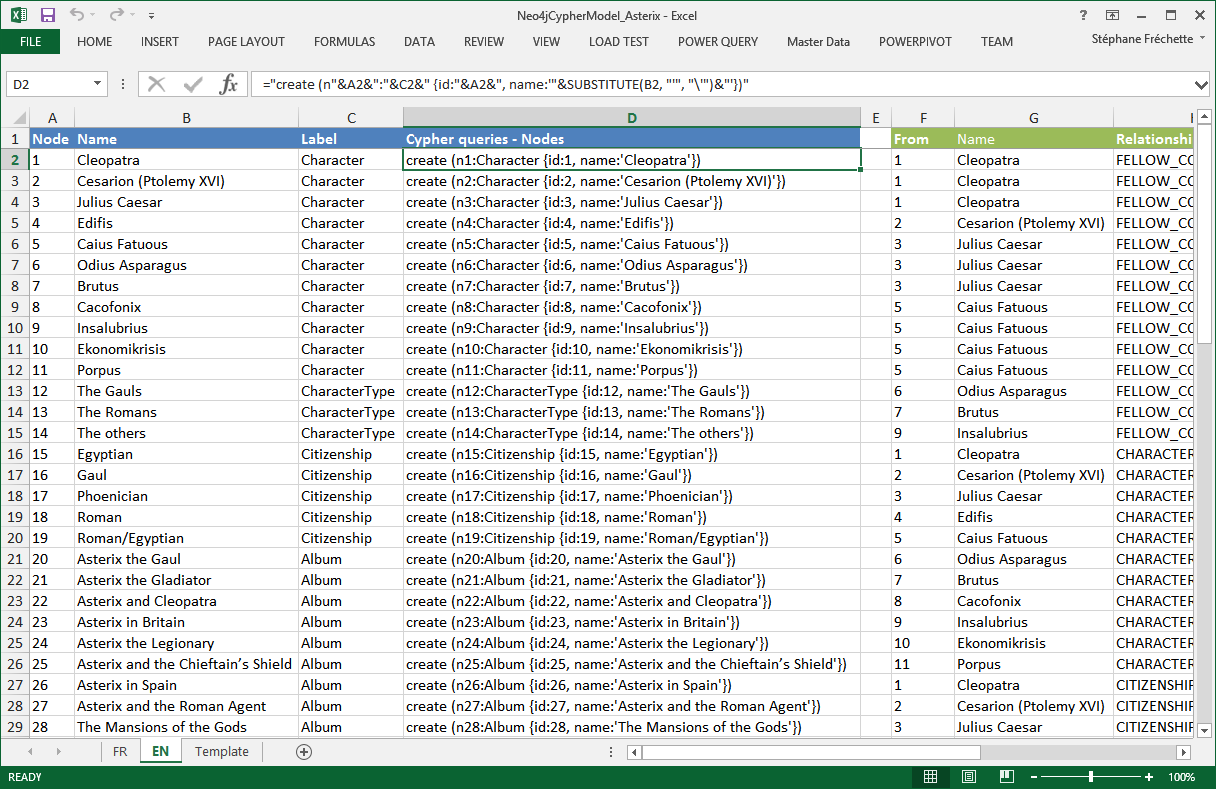 Neo4jCypherModel_Asterix - Excel
FILE HOME INSERT PAGE LAYOUT FORMULAS DATA REVIEW VIEW LOAD TEST POWER QUERY Master Data POWERPIVOT TEAM Stéphane Fréchette
D2 fx ="create (n"&A2&":"&C2&" {id:"&A2&", name:'"&SUBSTITUTE(B2, "'", "\'")&"'})"
A B C D E F G
1 Node Name Label Cypher queries - Nodes From Name Relationshi
2 1 Cleopatra Character create (n1:Character {id:1, name:'Cleopatra'}) 1 Cleopatra FELLOW_CO
3 2 Cesarion (Ptolemy XVI) Character create (n2:Character {id:2, name:'Cesarion (Ptolemy XVI)'}) 1 Cleopatra FELLOW_CO
4 3 Julius Caesar Character create (n3:Character {id:3, name:'Julius Caesar'}) 1 Cleopatra FELLOW_CO
5 4 Edifis Character create (n4:Character {id:4, name:'Edifis'}) 2 Cesarion (Ptolemy XVI) FELLOW_CO
6 5 Caius Fatuous Character create (n5:Character {id:5, name:'Caius Fatuous'}) 3 Julius Caesar FELLOW_CO
7 6 Odius Asparagus Character create (n6:Character {id:6, name:'Odius Asparagus'}) 3 Julius Caesar FELLOW_CO
8 7 Brutus Character create (n7:Character {id:7, name:'Brutus'}) 3 Julius Caesar FELLOW_CO
9 8 Cacofonix Character create (n8:Character {id:8, name:'Cacofonix'}) 5 Caius Fatuous FELLOW_CO
10 9 Insalubrius Character create (n9:Character {id:9, name:'Insalubrius'}) 5 Caius Fatuous FELLOW_CO
11 10 Ekonomikrisis Character create (n10:Character {id:10, name:'Ekonomikrisis'}) 5 Caius Fatuous FELLOW_CO
12 11 Porpus Character create (n11:Character {id:11, name:'Porpus'}) 5 Caius Fatuous FELLOW_CO
13 12 The Gauls CharacterType create (n12:CharacterType {id:12, name:'The Gauls'}) 6 Odius Asparagus FELLOW_CO
14 13 The Romans CharacterType create (n13:CharacterType {id:13, name:'The Romans'}) 7 Brutus FELLOW_CO
15 14 The others CharacterType create (n14:CharacterType {id:14, name:'The others'}) 9 Insalubrius FELLOW_CO
16 15 Egyptian Citizenship create (n15:Citizenship {id:15, name:'Egyptian'}) 1 Cleopatra CHARACTER
17 16 Gaul Citizenship create (n16:Citizenship {id:16, name:'Gaul'}) 2 Cesarion (Ptolemy XVI) CHARACTER
18 17 Phoenician Citizenship create (n17:Citizenship {id:17, name:'Phoenician'}) 3 Julius Caesar CHARACTER
19 18 Roman Citizenship create (n18:Citizenship {id:18, name:'Roman'}) 4 Edifis CHARACTER
20 19 Roman/Egyptian Citizenship create (n19:Citizenship {id:19, name:'Roman/Egyptian'}) 5 Caius Fatuous CHARACTER
21 20 Asterix the Gaul Album create (n20:Album {id:20, name:'Asterix the Gaul'}) 6 Odius Asparagus CHARACTER
22 21 Asterix the Gladiator Album create (n21:Album {id:21, name:'Asterix the Gladiator'}) 7 Brutus CHARACTER
23 22 Asterix and Cleopatra Album create (n22:Album {id:22, name:'Asterix and Cleopatra'}) 8 Cacofonix CHARACTER
24 23 Asterix in Britain Album create (n23:Album {id:23, name:'Asterix in Britain'}) 9 Insalubrius CHARACTER
25 24 Asterix the Legionary Album create (n24:Album {id:24, name:'Asterix the Legionary'}) 10 Ekonomikrisis CHARACTER
26 25 Asterix and the Chieftain’s Shield Album create (n25:Album {id:25, name:'Asterix and the Chieftain’s Shield'}) 11 Porpus CHARACTER
27 26 Asterix in Spain Album create (n26:Album {id:26, name:'Asterix in Spain'}) 1 Cleopatra CITIZENSHIP
28 27 Asterix and the Roman Agent Album create (n27:Album {id:27, name:'Asterix and the Roman Agent'}) 2 Cesarion (Ptolemy XVI) CITIZENSHIP
29 28 The Mansions of the Gods Album create (n28:Album {id:28, name:'The Mansions of the Gods'}) 3 Julius Caesar CITIZENSHIP
FR EN Template
READY 100%